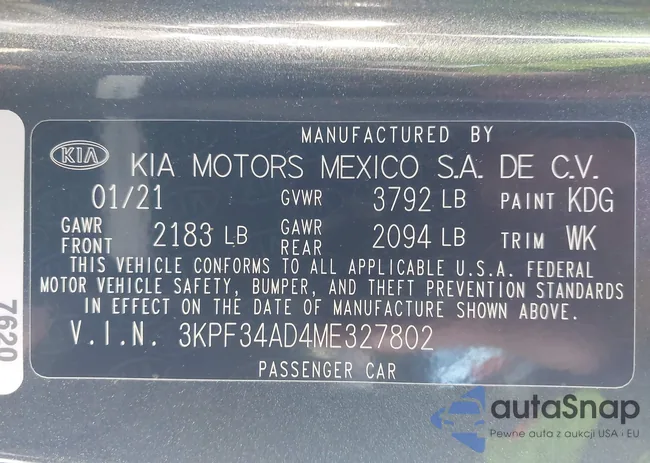 MANUFACTURED BY
KIA KIA MOTORS MEXICO S.A. DE C.V.
01/21 GVWR 3792 LB PAINT KDG
GAWR FRONT 2183 LB GAWR REAR 2094 LB TRIM WK
THIS VEHICLE CONFORMS TO ALL APPLICABLE U.S.A. FEDERAL
MOTOR VEHICLE SAFETY, BUMPER, AND THEFT PREVENTION STANDARDS
IN EFFECT ON THE DATE OF MANUFACTURE SHOWN ABOVE.
V.I.N. 3KPF34AD4ME327802
PASSENGER CAR
7620
autaSnap
Pewne auta z aukcji USA i EU